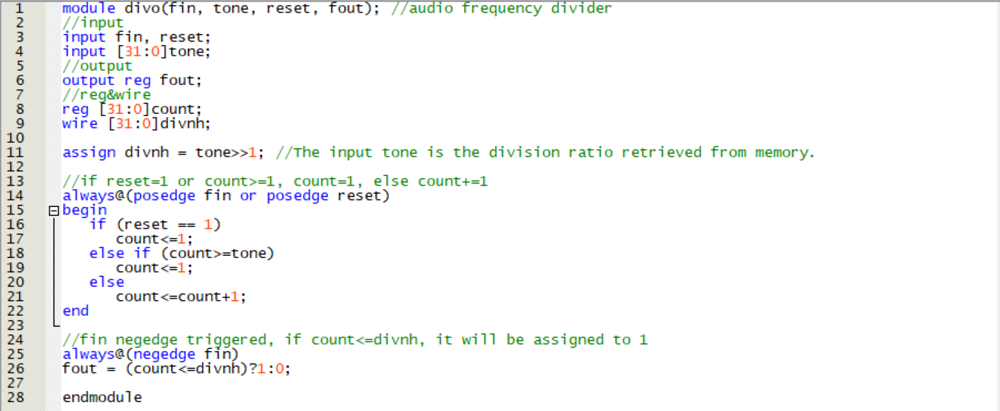 1 module divo(fin, tone, reset, fout); //audio frequency divider
2 //input
3 input fin, reset;
4 input [31:0]tone;
5 //output
6 output reg fout;
7 //reg&wire
8 reg [31:0]count;
9 wire [31:0]divnh;
10
11 assign divnh = tone>>1; //The input tone is the division ratio retrieved from memory.
12
13 //if reset=1 or count>=1, count=1, else count+=1
14 always@(posedge fin or posedge reset)
15 begin
16 if (reset == 1)
17 count<=1;
18 else if (count>=tone)
19 count<=1;
20 else
21 count<=count+1;
22 end
23
24 //fin negedge triggered, if count<=divnh, it will be assigned to 1
25 always@(negedge fin)
26 fout = (count<=divnh)?1:0;
27
28 endmodule